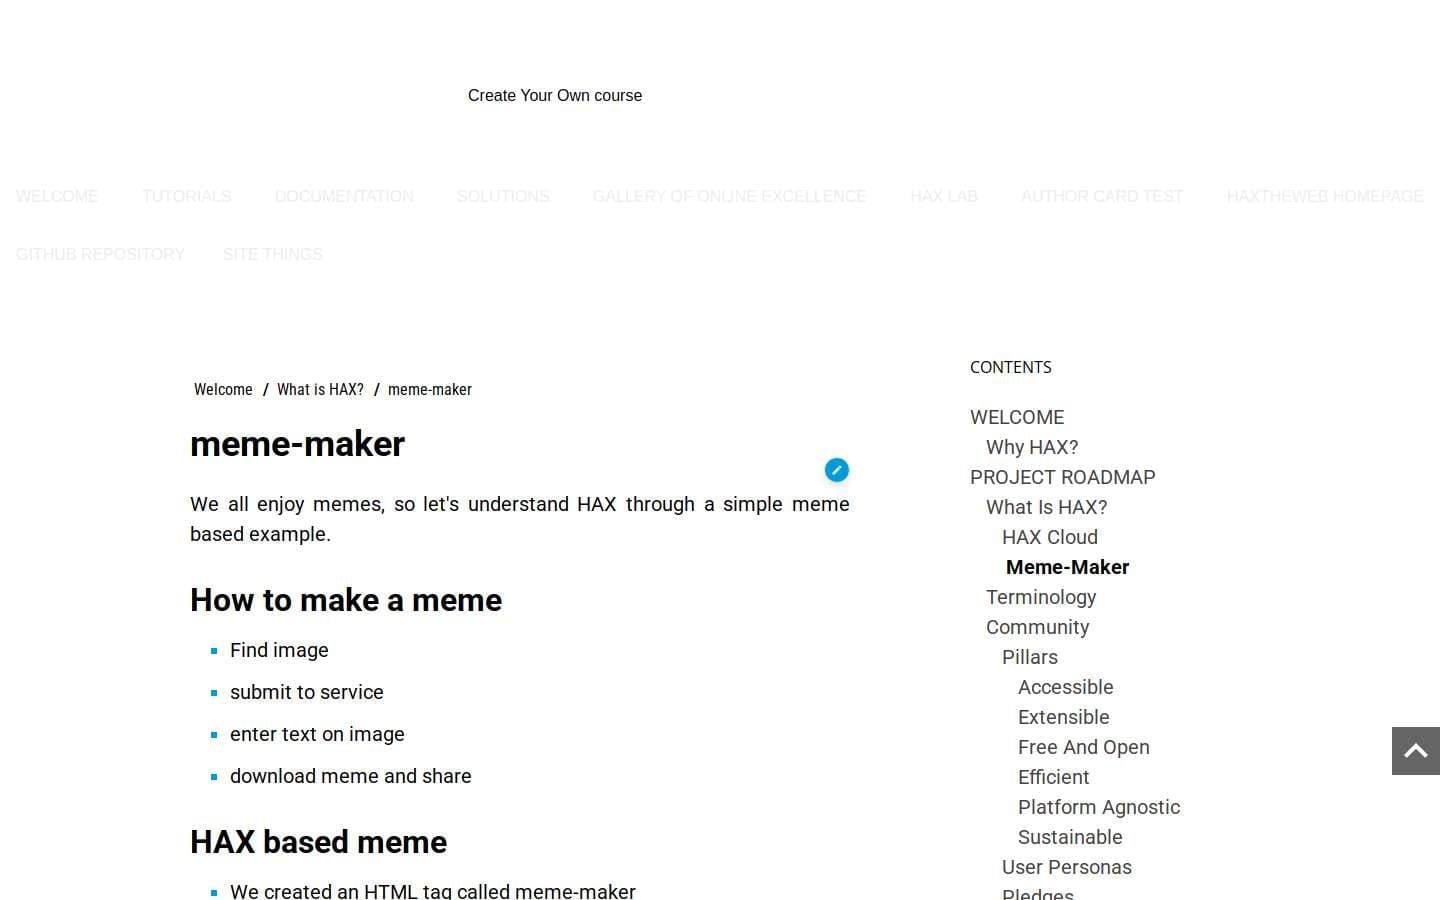 Create Your Own course
WELCOME TUTORIALS DOCUMENTATION SOLUTIONS GALLERY OF ONLINE EXCELLENCE HAX LAB AUTHOR CARD TEST HAXTHEWEB HOMEPAGE
GITHUB REPOSITORY SITE THINGS
Welcome / What is HAX? / meme-maker
meme-maker
We all enjoy memes, so let's understand HAX through a simple meme
based example.
How to make a meme
Find image
submit to service
enter text on image
download meme and share
HAX based meme
We created an HTML tag called meme-maker
CONTENTS
WELCOME
Why HAX?
PROJECT ROADMAP
What Is HAX?
HAX Cloud
Meme-Maker
Terminology
Community
Pillars
Accessible
Extensible
Free And Open
Efficient
Platform Agnostic
Sustainable
User Personas
Pledges